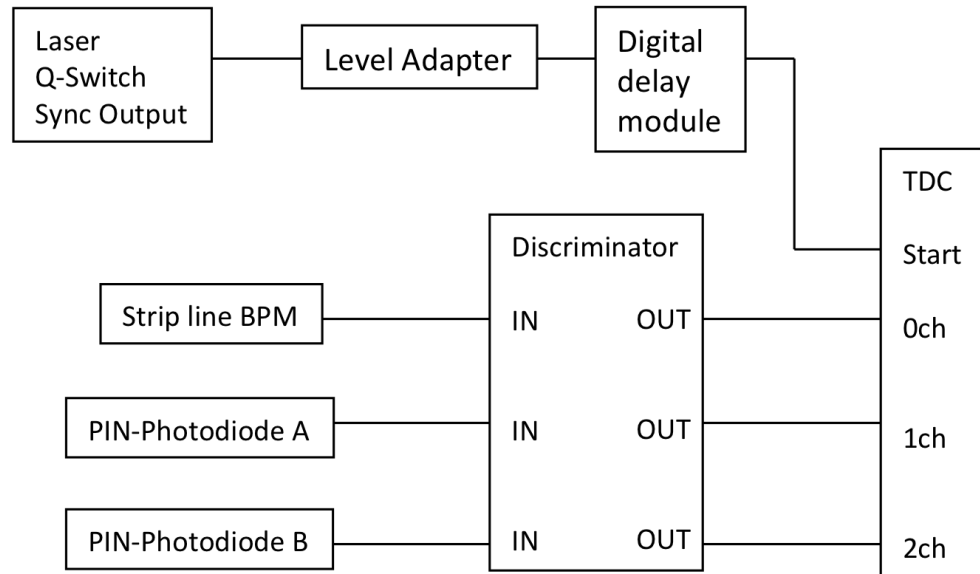 Laser
Q-Switch
Sync Output
Level Adapter
Digital
delay
module
TDC
Start
0ch
1ch
2ch
Discriminator
IN OUT
IN OUT
IN OUT
Strip line BPM
PIN-Photodiode A
PIN-Photodiode B